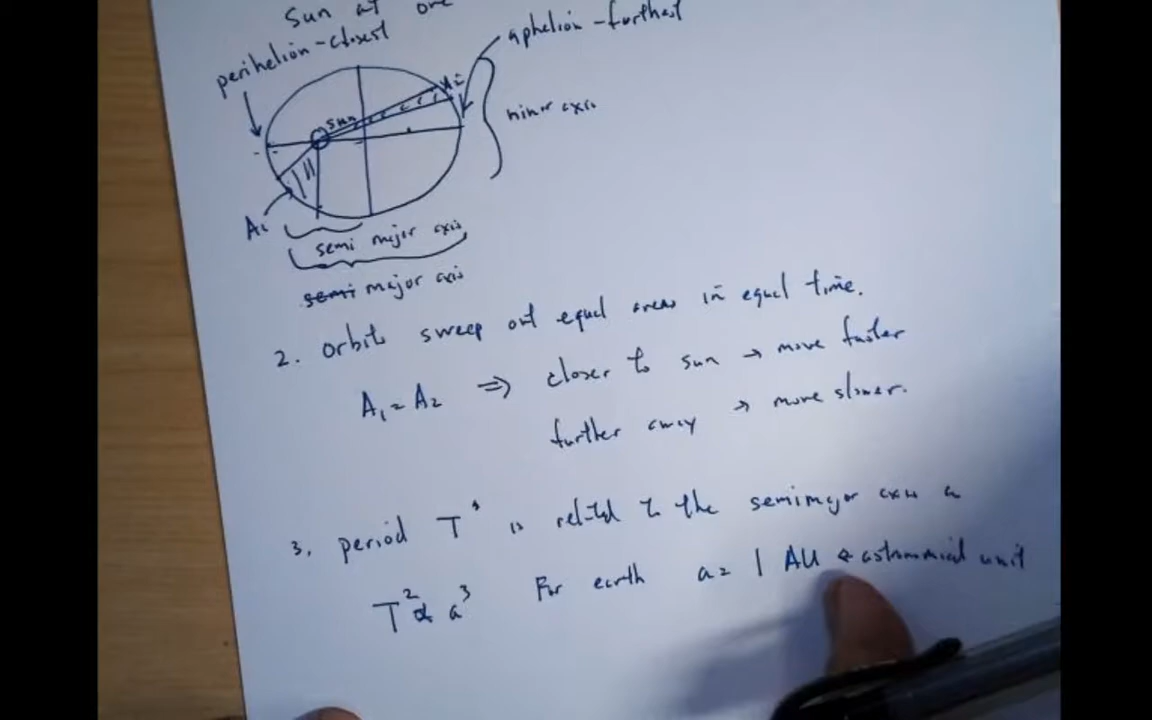 Sun at one
perihelion-closest
aphelion-furthest
Sun
A2
minor axis
A1
semi major axis
semi major axis
2. orbits sweep out equal areas in equal time.
A1 = A2 ⇒ closer to sun → move faster
further away → move slower.
3. period T is related to the semimajor axis a
T² α a³ For earth a = 1 AU ← astronomical unit